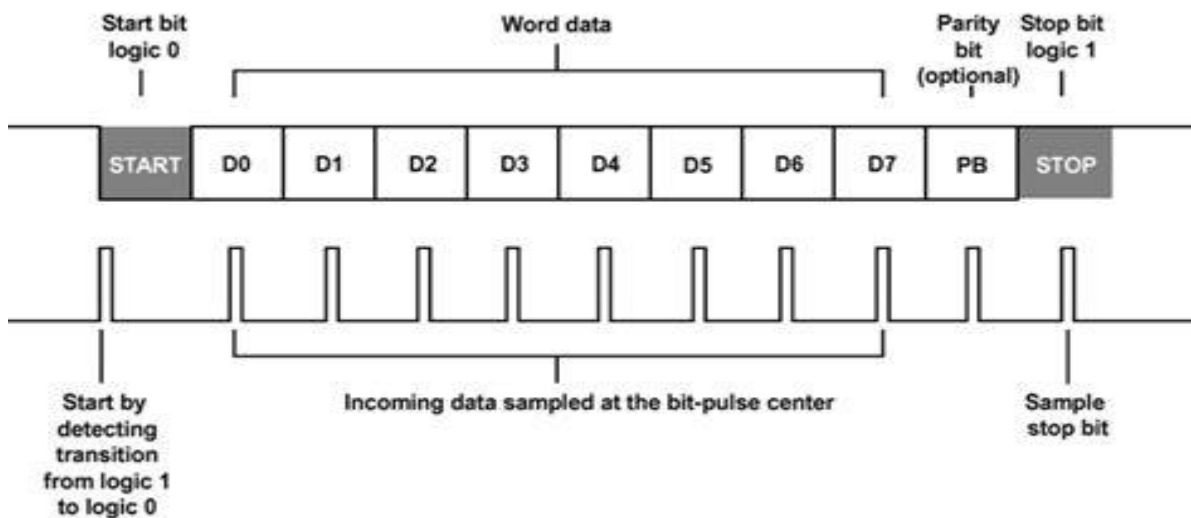 Start bit
logic 0
Word data
Parity
bit
(optional)
Stop bit
logic 1
START
D0
D1
D2
D3
D4
D5
D6
D7
PB
STOP
Start by
detecting
transition
from logic 1
to logic 0
Incoming data sampled at the bit-pulse center
Sample
stop bit